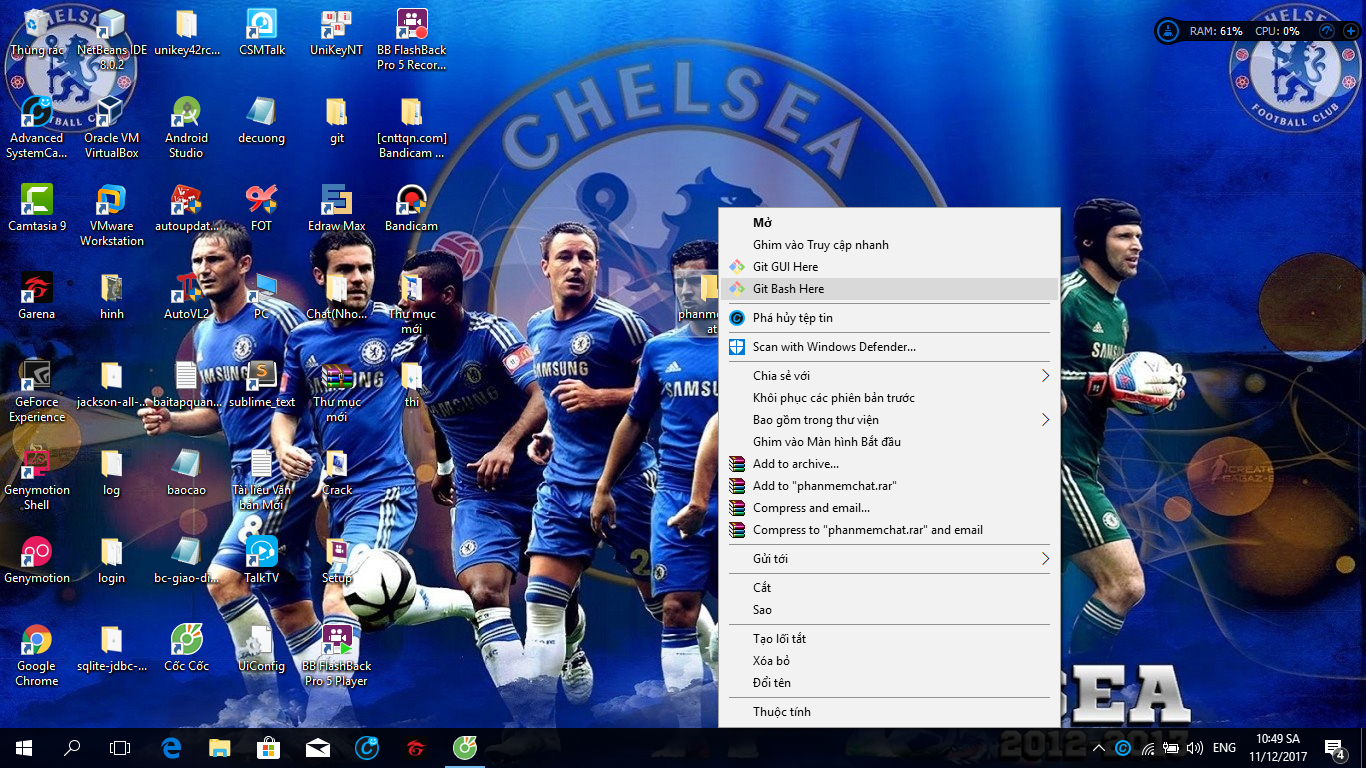 Thùng rác
NetBeans IDE
8.0.2
unikey42rc...
CSMTalk
UniKeyNT
BB FlashBack
Pro 5 Recor...
RAM: 61% CPU: 0%
CHELSEA
FOOTBALL CLUB
CHELSEA
Advanced
SystemCa...
Oracle VM
VirtualBox
Android
Studio
decuong
git
[cnttqn.com]
Bandicam ...
Camtasia 9
VMware
Workstation
autoupdat...
FOT
Edraw Max
Bandicam
Garena
hinh
AutoVL2
PC
Chat(Nho...
Thư mục
mới
GeForce
Experience
jackson-all-...
baitapquan...
sublime_text
Thư mục
mới
thi
Genymotion
Shell
log
baocao
Tài liệu Văn
bản Mới
Crack
Genymotion
login
bc-giao-di...
TalkTV
Setup
Google
Chrome
sqlite-jdbc-...
Cốc Cốc
UiConfig
BB FlashBack
Pro 5 Player
SAMSUNG
SAMSUNG
SAMSUNG
Mở
Ghim vào Truy cập nhanh
Git GUI Here
Git Bash Here
Phá hủy tệp tin
Scan with Windows Defender...
Chia sẻ với
Khôi phục các phiên bản trước
Bao gồm trong thư viện
Ghim vào Màn hình Bắt đầu
Add to archive...
Add to "phanmemchat.rar"
Compress and email...
Compress to "phanmemchat.rar" and email
Gửi tới
Cắt
Sao
Tạo lối tắt
Xóa bỏ
Đổi tên
Thuộc tính
SEA
2012-2017
ENG
10:49 SA
11/12/2017
4